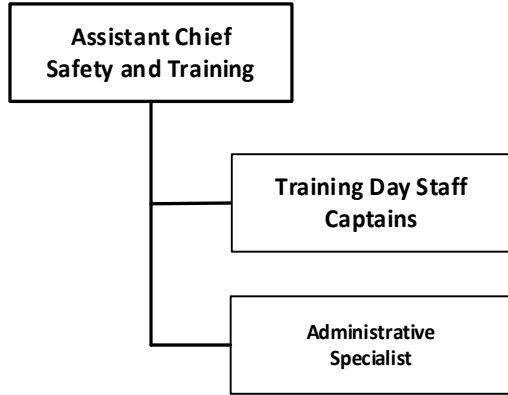 Assistant Chief
Safety and Training
Training Day Staff
Captains
Administrative
Specialist